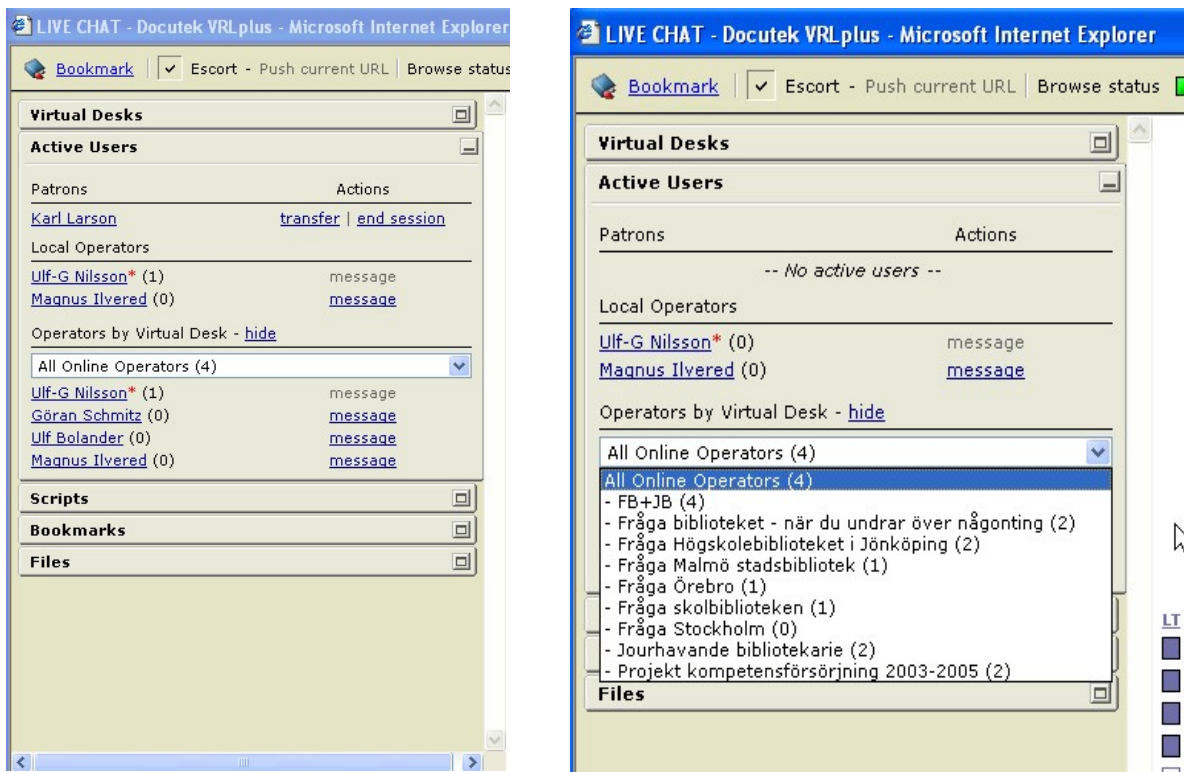 LIVE CHAT - Docutek VRLplus - Microsoft Internet Explorer
Bookmark Escort - Push current URL Browse status
Virtual Desks
Active Users
Patrons Actions
Karl Larson transfer | end session
Local Operators
Ulf-G Nilsson* (1) message
Magnus Ilvered (0) message
Operators by Virtual Desk - hide
All Online Operators (4)
Ulf-G Nilsson* (1) message
Göran Schmitz (0) message
Ulf Bolander (0) message
Magnus Ilvered (0) message
Scripts
Bookmarks
Files
LIVE CHAT - Docutek VRLplus - Microsoft Internet Explorer
Bookmark Escort - Push current URL Browse status
Virtual Desks
Active Users
Patrons Actions
-- No active users --
Local Operators
Ulf-G Nilsson* (0) message
Magnus Ilvered (0) message
Operators by Virtual Desk - hide
All Online Operators (4)
All Online Operators (4)
- FB+JB (4)
- Fråga biblioteket - när du undrar över någonting (2)
- Fråga Högskolebiblioteket i Jönköping (2)
- Fråga Malmö stadsbibliotek (1)
- Fråga Örebro (1)
- Fråga skolbiblioteken (1)
- Fråga Stockholm (0)
- Jourhavande bibliotekarie (2)
- Projekt kompetensförsörjning 2003-2005 (2)
Files
LT